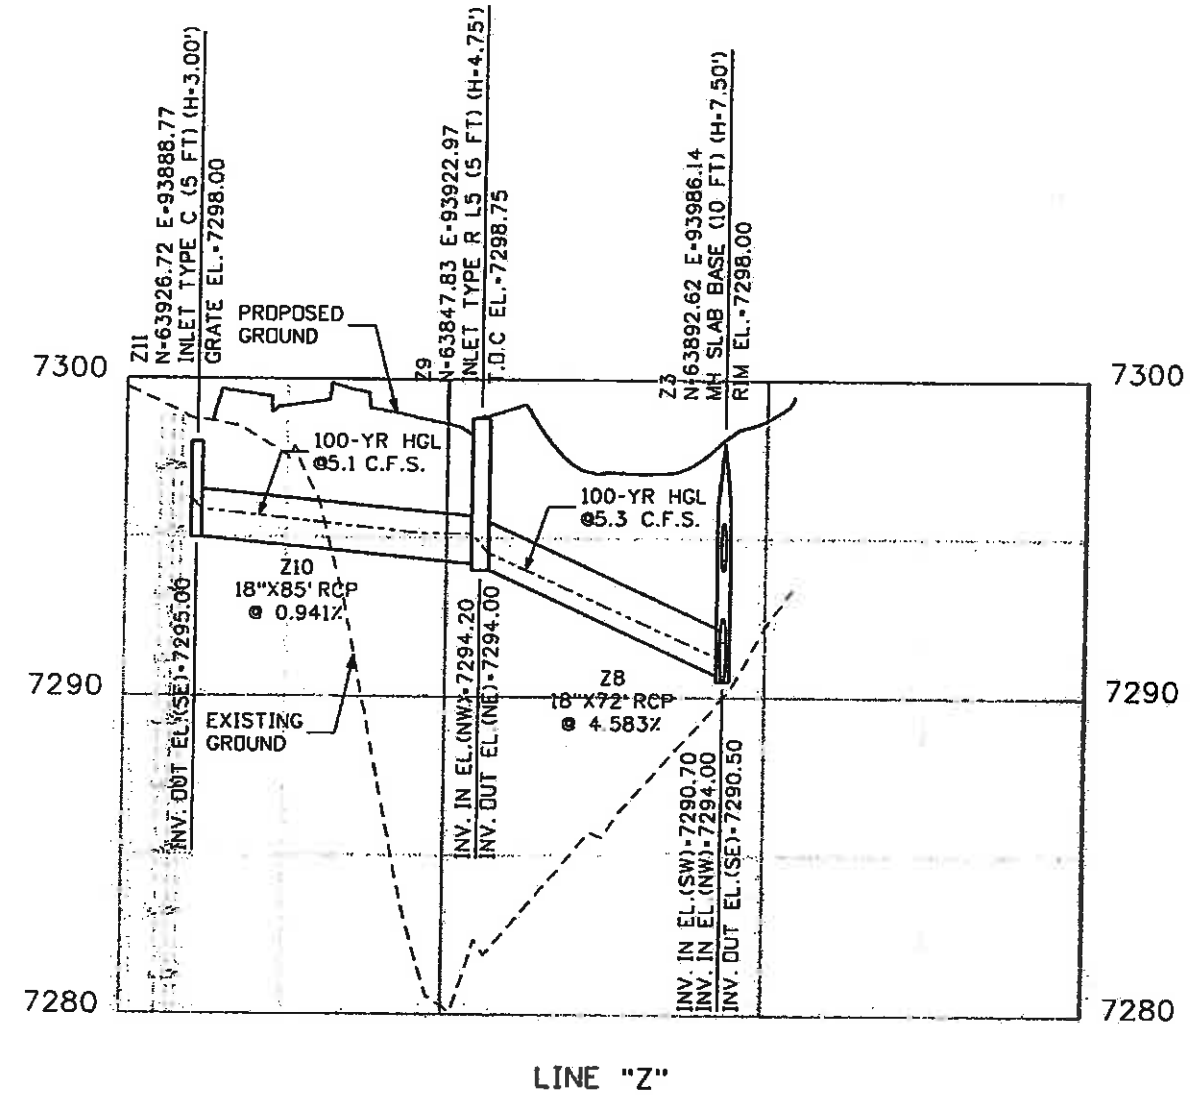 Z11
N=63926.72 E=93888.77
INLET TYPE C (5 FT) (H=3.00')
GRATE EL.=7298.00
Z9
N=63847.83 E=93922.97
INLET TYPE R L5 (5 FT) (H=4.75')
T.O.C EL.=7298.75
Z3
N=63892.62 E=93986.14
MH SLAB BASE (10 FT) (H=7.50')
RIM EL.=7298.00
PROPOSED
GROUND
7300
7300
100-YR HGL
@5.1 C.F.S.
100-YR HGL
@5.3 C.F.S.
Z10
18"X85' RCP
@ 0.941%
Z8
18"X72' RCP
@ 4.583%
7290
7290
EXISTING
GROUND
INV. OUT EL.(SE)=7295.00
INV. IN EL.(NW)=7294.20
INV. OUT EL.(NE)=7294.00
INV. IN EL.(SW)=7290.70
INV. IN EL.(NW)=7294.00
INV. OUT EL.(SE)=7290.50
7280
7280
LINE "Z"